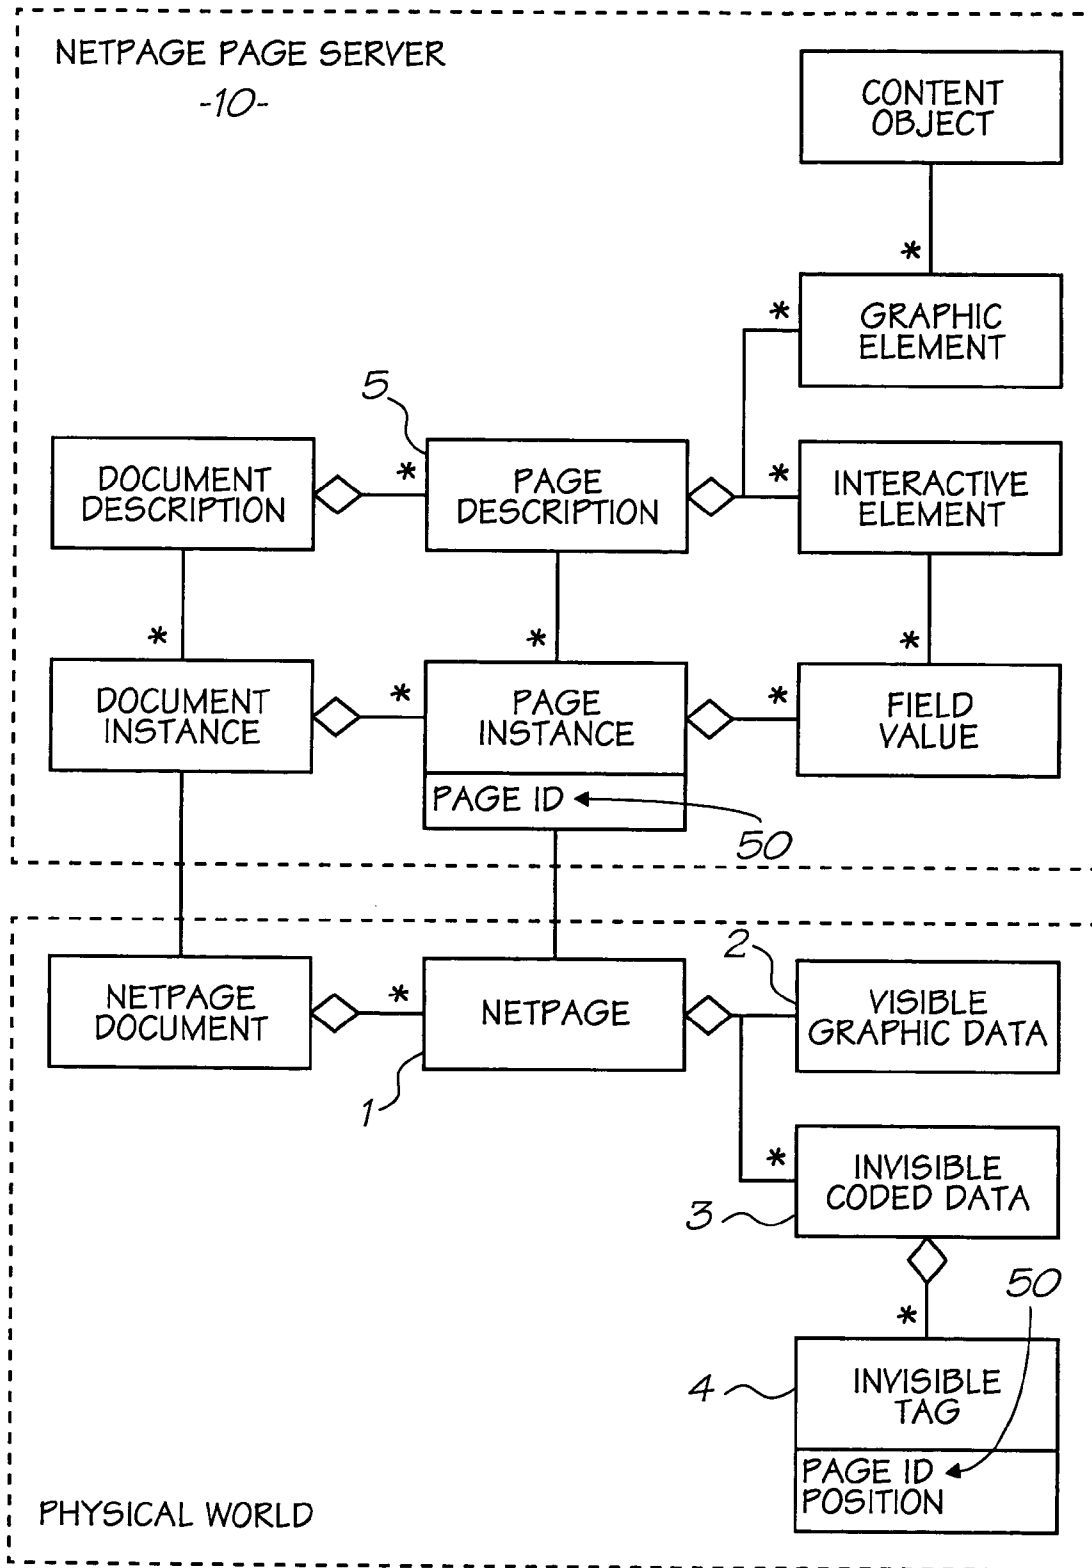 NETPAGE PAGE SERVER
-10-
CONTENT
OBJECT
*
*
GRAPHIC
ELEMENT
5
DOCUMENT
DESCRIPTION
*
PAGE
DESCRIPTION
*
INTERACTIVE
ELEMENT
*
*
*
DOCUMENT
INSTANCE
*
PAGE
INSTANCE
*
FIELD
VALUE
PAGE ID
50
NETPAGE
DOCUMENT
*
NETPAGE
1
2
VISIBLE
GRAPHIC DATA
*
INVISIBLE
CODED DATA
3
*
50
4
INVISIBLE
TAG
PAGE ID
POSITION
PHYSICAL WORLD